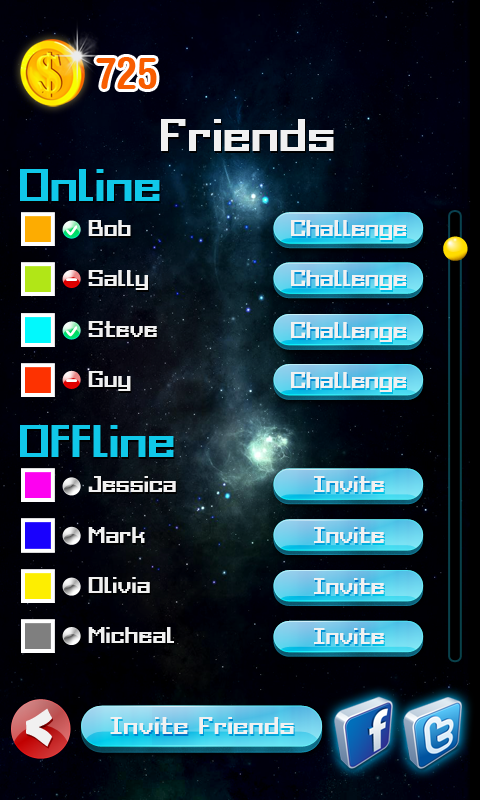 725
Friends
Online
Bob Challenge
Sally Challenge
Steve Challenge
Guy Challenge
Offline
Jessica Invite
Mark Invite
Olivia Invite
Micheal Invite
Invite Friends